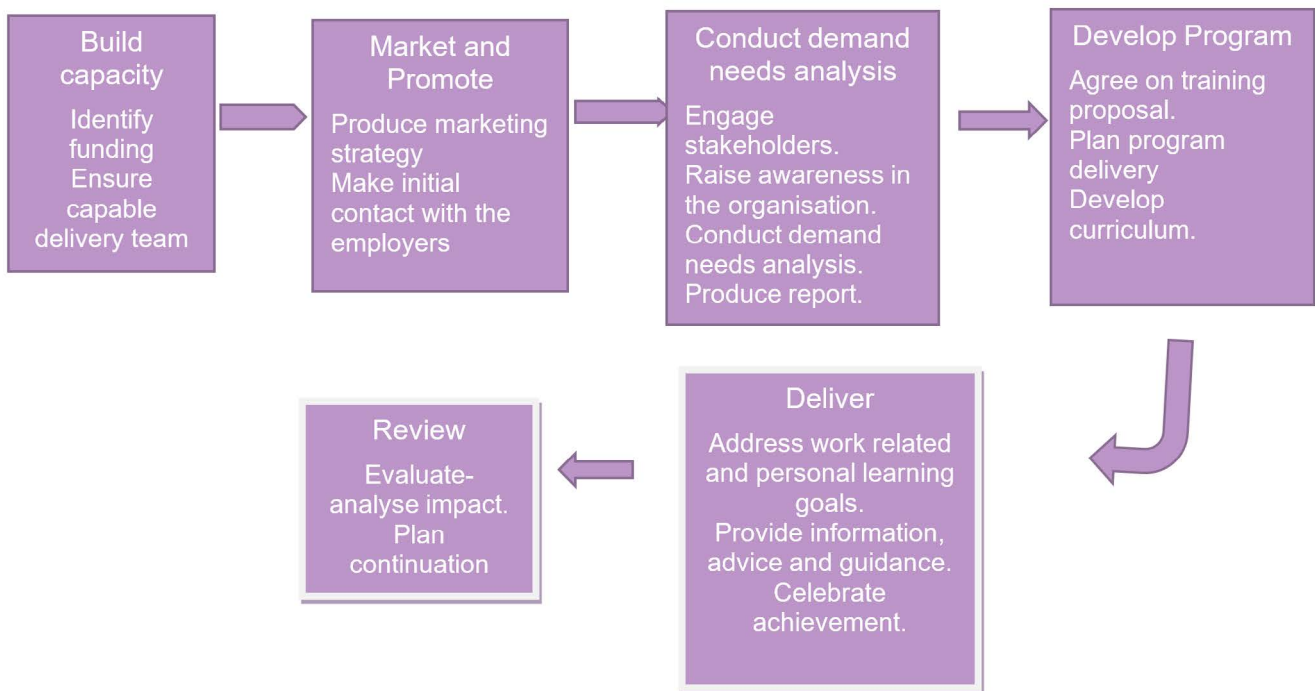 Build
capacity
Identify
funding
Ensure
capable
delivery team
Market and
Promote
Produce marketing
strategy
Make initial
contact with the
employers
Conduct demand
needs analysis
Engage
stakeholders.
Raise awareness in
the organisation.
Conduct demand
needs analysis.
Produce report.
Develop Program
Agree on training
proposal.
Plan program
delivery
Develop
curriculum.
Deliver
Address work related
and personal learning
goals.
Provide information,
advice and guidance.
Celebrate
achievement.
Review
Evaluate-
analyse impact.
Plan
continuation